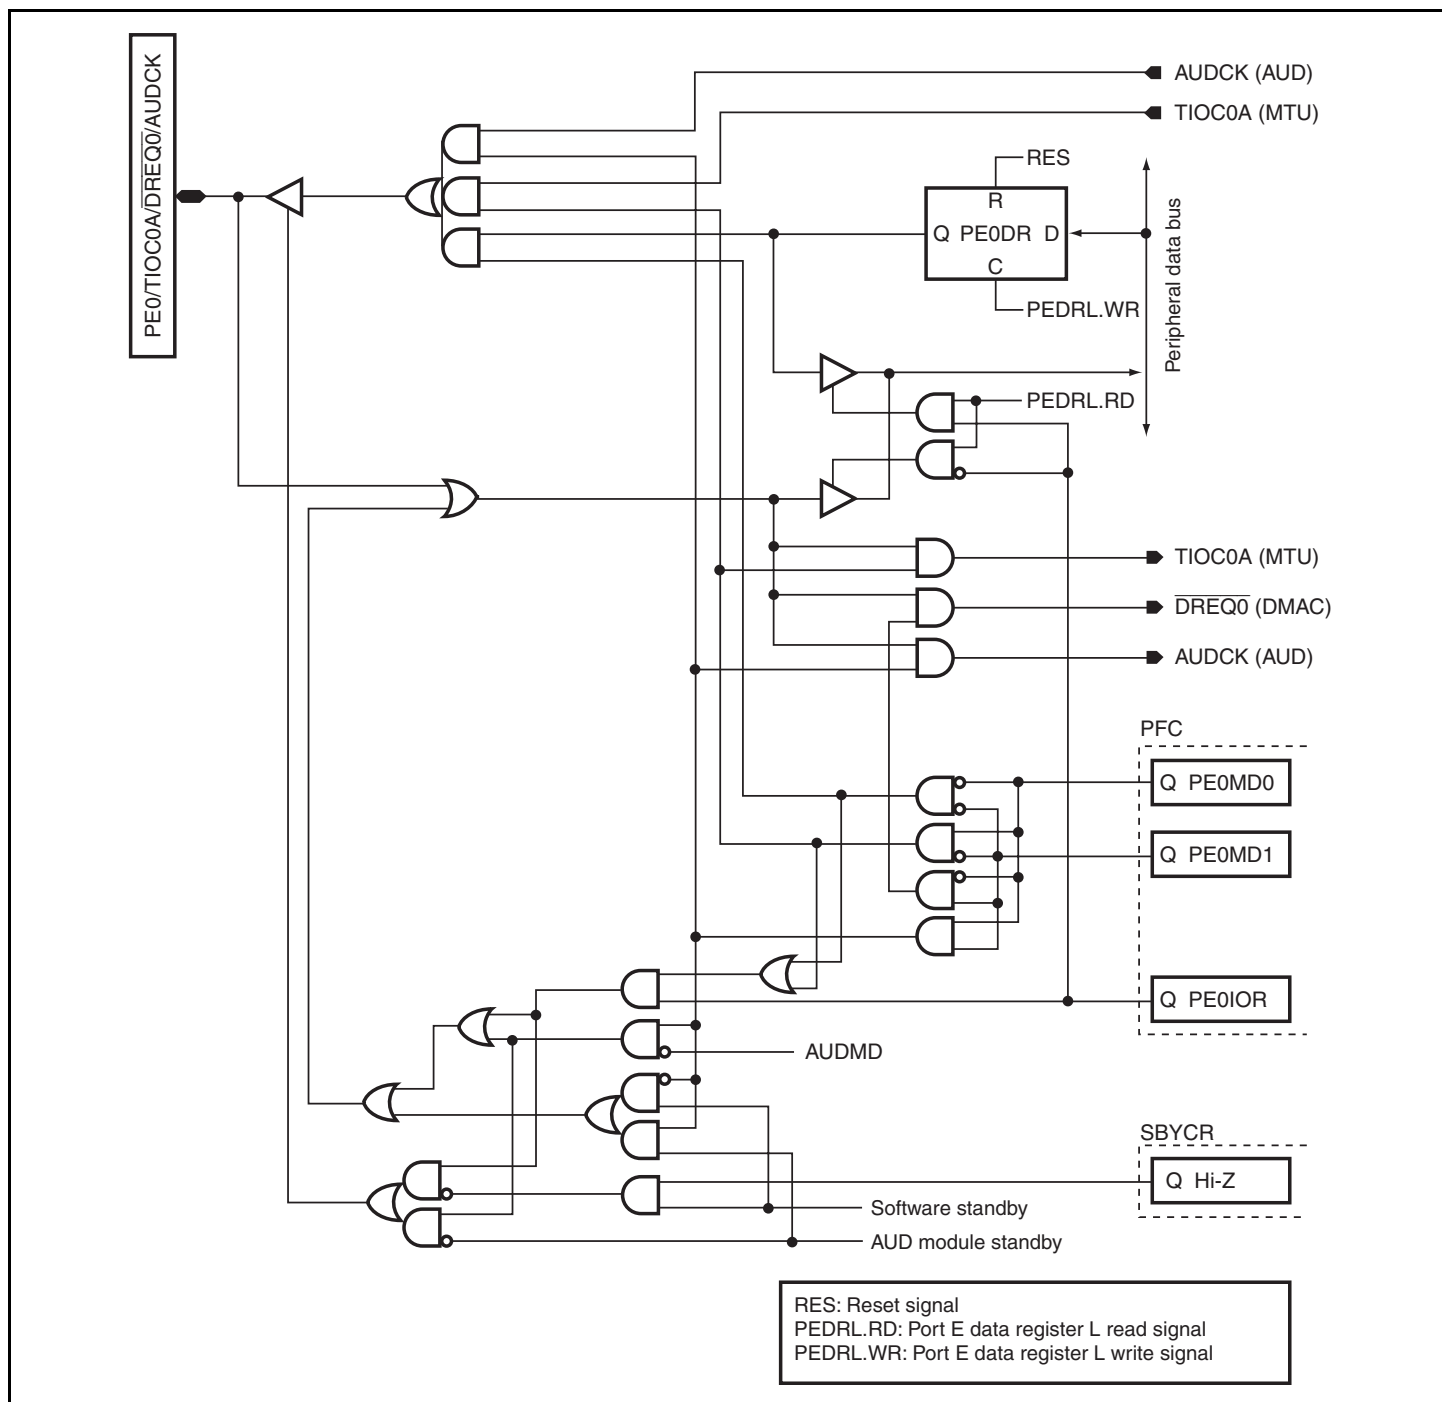 PE0/TIOC0A/DREQ0/AUDCK
AUDCK (AUD)
TIOC0A (MTU)
RES
R
Q PE0DR D
C
PEDRL.WR
Peripheral data bus
PEDRL.RD
TIOC0A (MTU)
DREQ0 (DMAC)
AUDCK (AUD)
PFC
Q PE0MD0
Q PE0MD1
Q PE0IOR
AUDMD
SBYCR
Q Hi-Z
Software standby
AUD module standby
RES: Reset signal
PEDRL.RD: Port E data register L read signal
PEDRL.WR: Port E data register L write signal